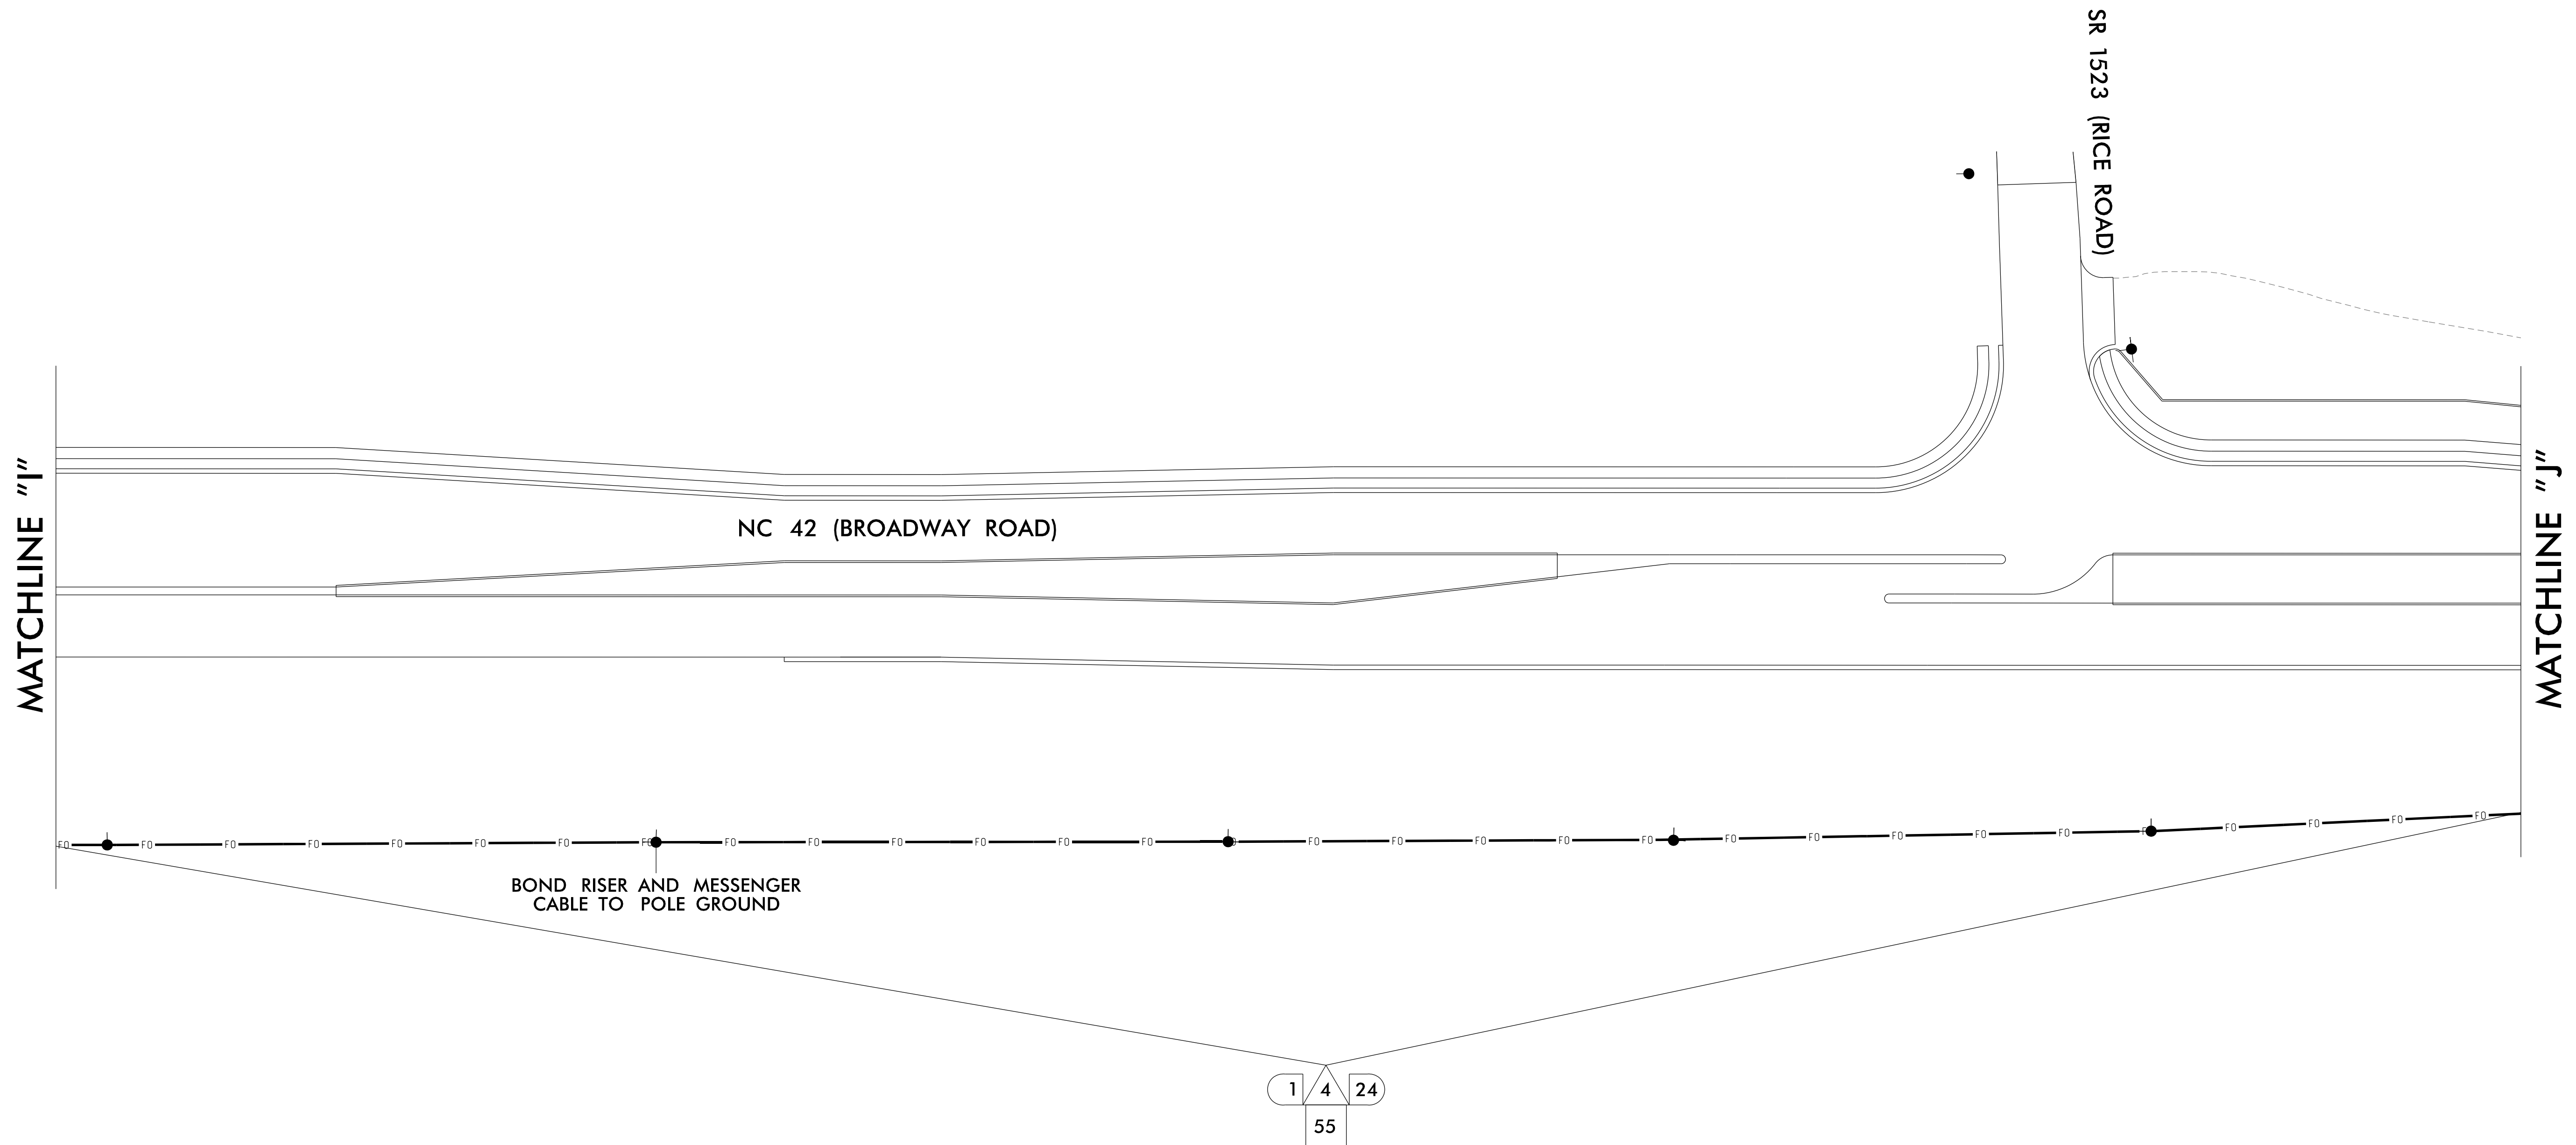 SR 1523 (RICE ROAD)
MATCHLINE "I"
NC 42 (BROADWAY ROAD)
MATCHLINE "J"
FO FO FO FO FO FO FO FO FO FO FO FO FO FO FO FO FO FO FO FO FO FO FO FO FO FO FO FO FO FO
BOND RISER AND MESSENGER
CABLE TO POLE GROUND
1 4 24
55